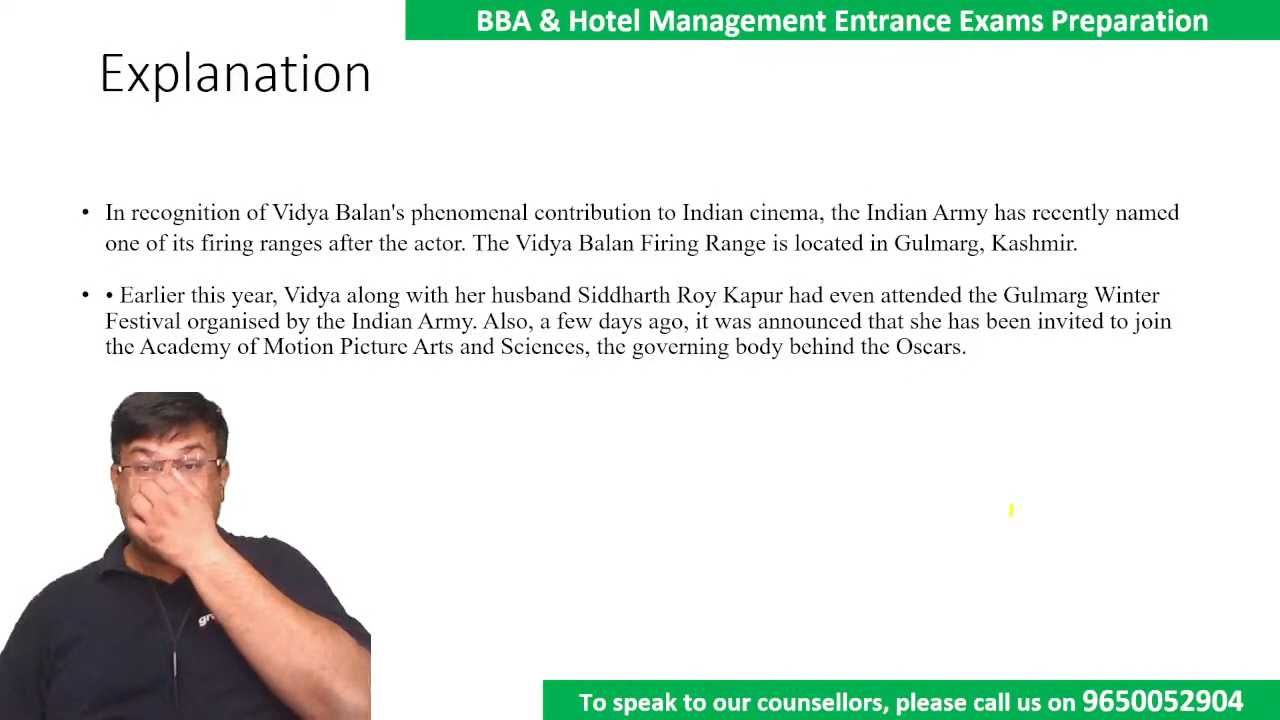 BBA & Hotel Management Entrance Exams Preparation
Explanation
• In recognition of Vidya Balan's phenomenal contribution to Indian cinema, the Indian Army has recently named
one of its firing ranges after the actor. The Vidya Balan Firing Range is located in Gulmarg, Kashmir.
• • Earlier this year, Vidya along with her husband Siddharth Roy Kapur had even attended the Gulmarg Winter
Festival organised by the Indian Army. Also, a few days ago, it was announced that she has been invited to join
the Academy of Motion Picture Arts and Sciences, the governing body behind the Oscars.
To speak to our counsellors, please call us on 9650052904